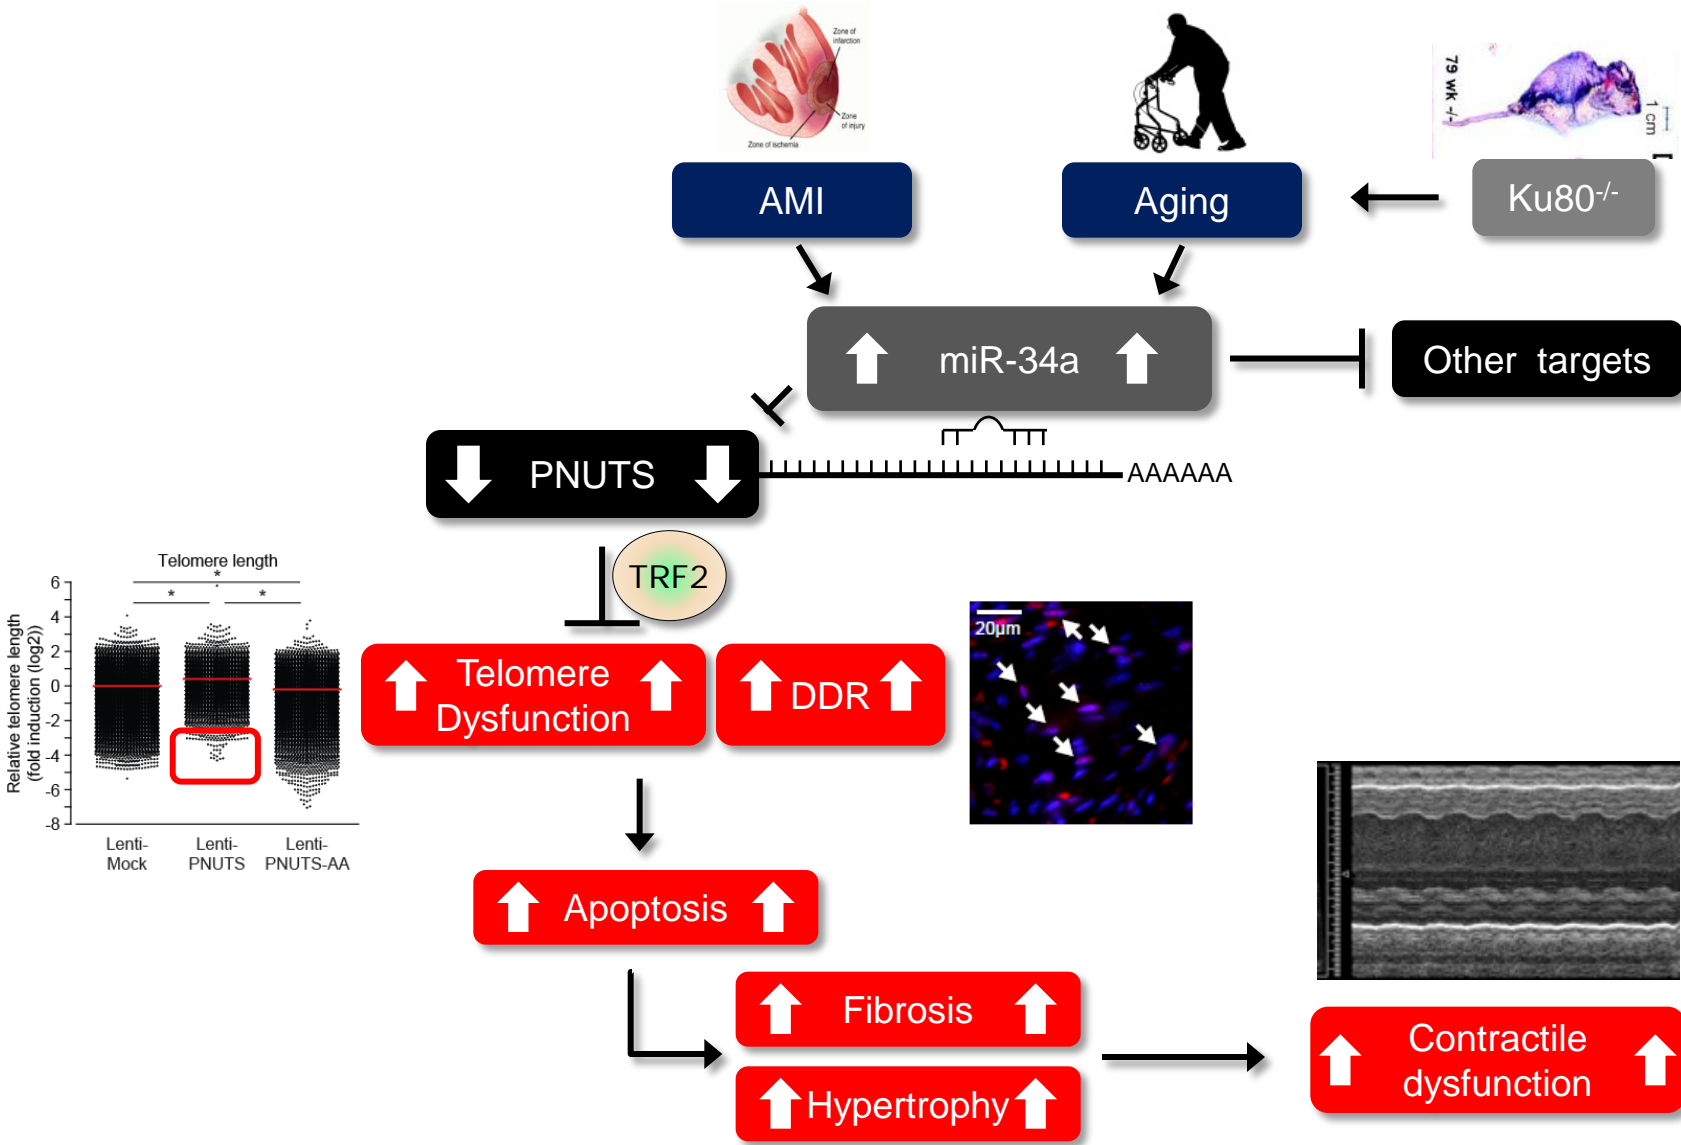 Zone of
infarction
Zone
of injury
Zone of ischemia
79 wk -/-
1 cm
AMI
Aging
Ku80-/-
miR-34a
Other targets
PNUTS
AAAAAA
TRF2
Telomere length
*
* *
Relative telomere length
(fold induction (log2))
6
4
2
0
-2
-4
-6
-8
Lenti-
Mock
Lenti-
PNUTS
Lenti-
PNUTS-AA
Telomere
Dysfunction
DDR
20µm
Apoptosis
Fibrosis
Hypertrophy
Contractile
dysfunction